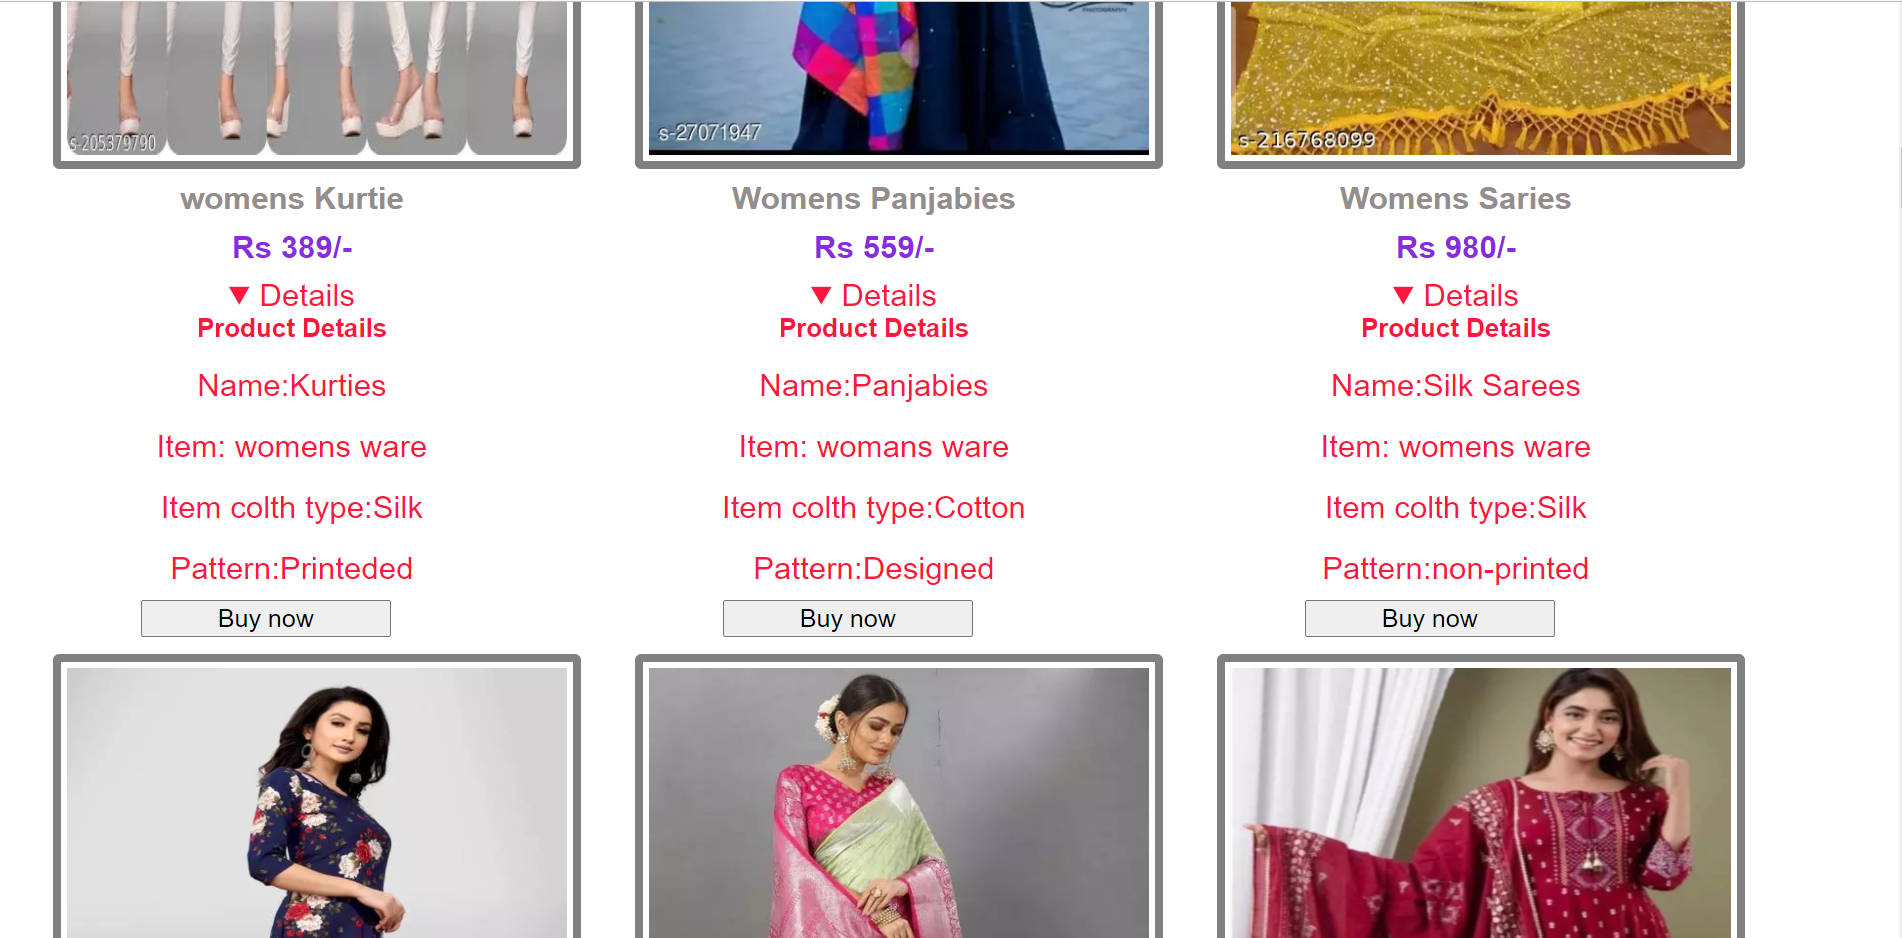 PHOTOGRAPHY
s-205379790
s-27071947
s-216768099
womens Kurtie
Rs 389/-
▼ Details
Product Details
Name:Kurties
Item: womens ware
Item colth type:Silk
Pattern:Printeded
Buy now
Womens Panjabies
Rs 559/-
▼ Details
Product Details
Name:Panjabies
Item: womans ware
Item colth type:Cotton
Pattern:Designed
Buy now
Womens Saries
Rs 980/-
▼ Details
Product Details
Name:Silk Sarees
Item: womens ware
Item colth type:Silk
Pattern:non-printed
Buy now